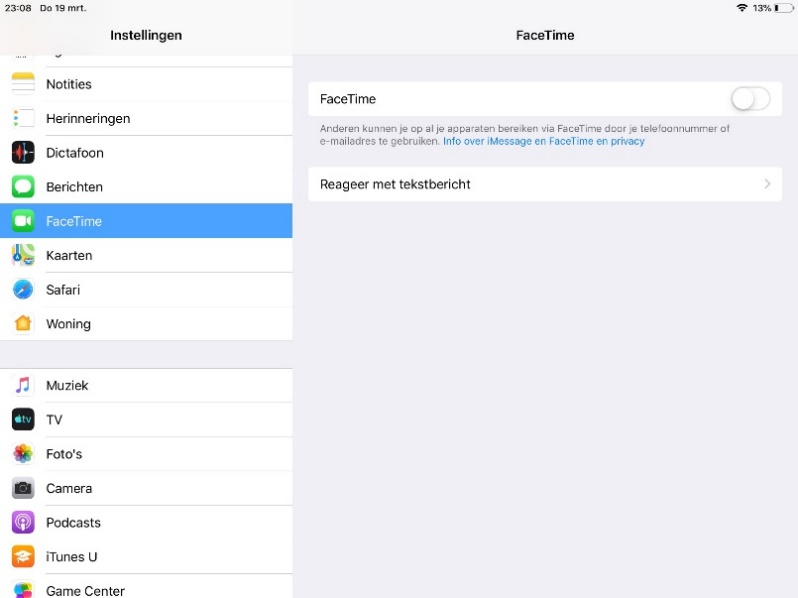 23:08 Do 19 mrt.
13%
Instellingen
FaceTime
Notities
Herinneringen
Dictafoon
Berichten
FaceTime
Kaarten
Safari
Woning
Muziek
tv
TV
Foto's
Camera
Podcasts
iTunes U
Game Center
FaceTime
Anderen kunnen je op al je apparaten bereiken via FaceTime door je telefoonnummer of
e-mailadres te gebruiken. Info over iMessage en FaceTime en privacy
Reageer met tekstbericht